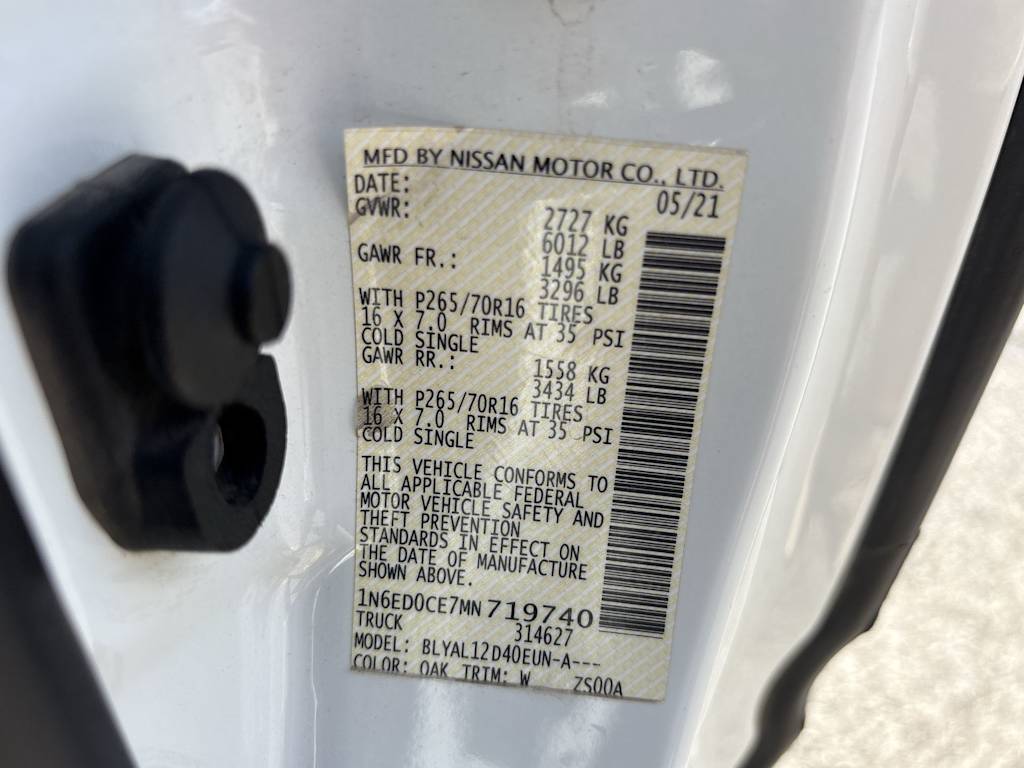 MFD BY NISSAN MOTOR CO., LTD.
DATE: 05/21
GVWR: 2727 KG
6012 LB
GAWR FR.: 1495 KG
3296 LB
WITH P265/70R16 TIRES
16 X 7.0 RIMS AT 35 PSI
COLD SINGLE
GAWR RR.: 1558 KG
3434 LB
WITH P265/70R16 TIRES
16 X 7.0 RIMS AT 35 PSI
COLD SINGLE
THIS VEHICLE CONFORMS TO
ALL APPLICABLE FEDERAL
MOTOR VEHICLE SAFETY AND
THEFT PREVENTION
STANDARDS IN EFFECT ON
THE DATE OF MANUFACTURE
SHOWN ABOVE.
1N6ED0CE7MN719740
TRUCK 314627
MODEL: BLYAL12D40EUN-A---
COLOR: QAK TRIM: W ZS00A